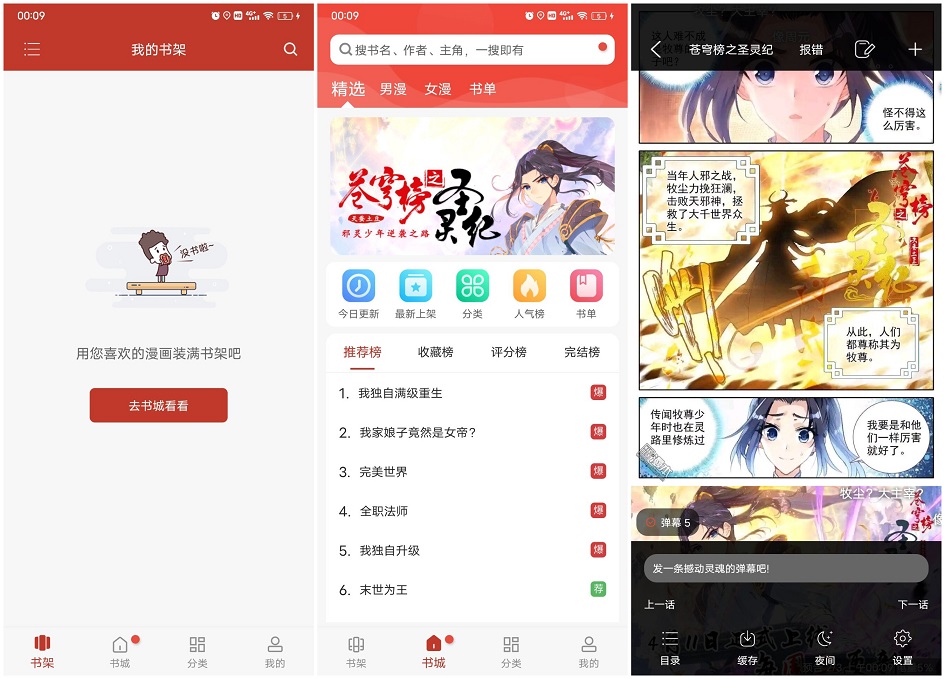 00:09
我的书架
没书啦~
用您喜欢的漫画装满书架吧
去书城看看
书架
书城
分类
我的
00:09
搜书名、作者、主角，一搜即有
精选 男漫 女漫 书单
苍穹榜之圣灵纪
天蚕土豆
邪灵少年逆袭之路
今日更新
最新上架
分类
人气榜
书单
推荐榜 收藏榜 评分榜 完结榜
1. 我独自满级重生 爆
2. 我家娘子竟然是女帝? 爆
3. 完美世界 爆
4. 全职法师 爆
5. 我独自升级 爆
6. 末世为王 荐
书架
书城
分类
我的
苍穹榜之圣灵纪 报错
怪不得这
么厉害。
当年人邪之战，
牧尘力挽狂澜，
击败天邪神，拯
救了大千世界众
生。
苍穹榜之
圣灵纪
天蚕土豆
从此，人们
都尊称其为
牧尊。
传闻牧尊少
年时也在灵
路里修炼过
我要是和他
们一样厉害
就好了。
牧尘? 大主宰?
弹幕 5
发一条撼动灵魂的弹幕吧!
上一话
下一话
目录
缓存
夜间
设置